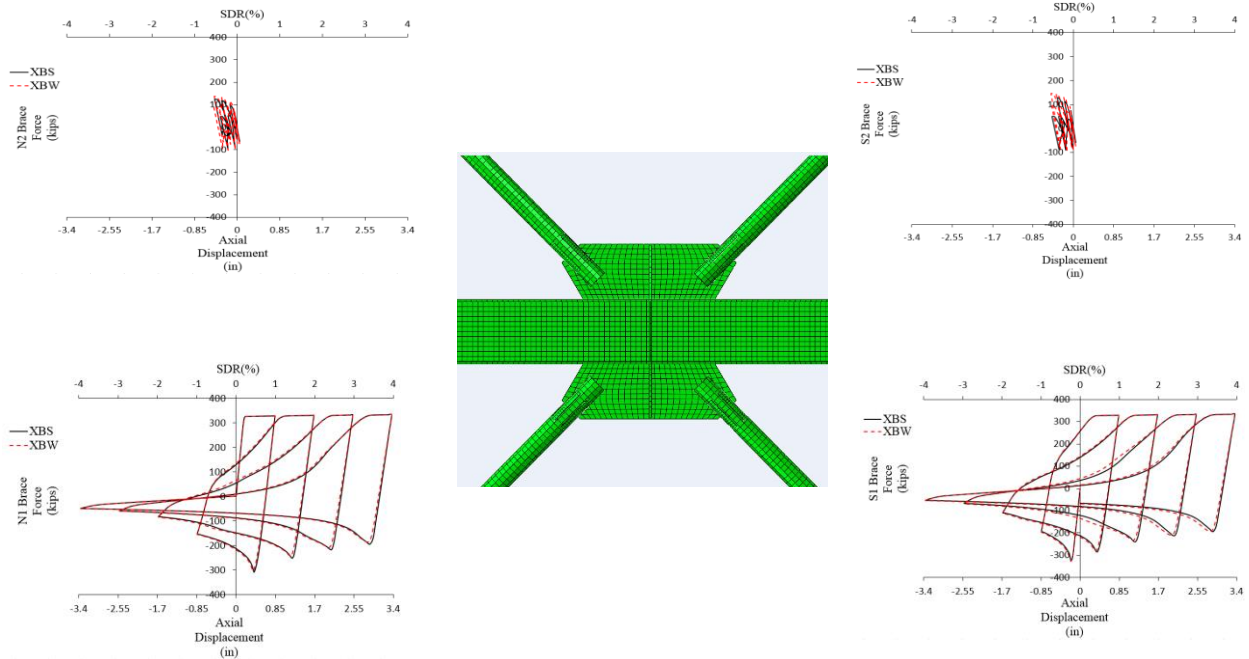 SDR(%)
-4 -3 -2 -1 0 1 2 3 4
400
300
200
100
0
-100
-200
-300
-400
XBS
XBW
N2 Brace
Force
(kips)
-3.4 -2.55 -1.7 -0.85 0 0.85 1.7 2.55 3.4
Axial
Displacement
(in)
SDR(%)
-4 -3 -2 -1 0 1 2 3 4
400
300
200
100
0
-100
-200
-300
-400
XBS
XBW
S2 Brace
Force
(kips)
-3.4 -2.55 -1.7 -0.85 0 0.85 1.7 2.55 3.4
Axial
Displacement
(in)
SDR(%)
-4 -3 -2 -1 0 1 2 3 4
400
300
200
100
0
-100
-200
-300
-400
XBS
XBW
N1 Brace
Force
(kips)
-3.4 -2.55 -1.7 -0.85 0 0.85 1.7 2.55 3.4
Axial
Displacement
(in)
SDR(%)
-4 -3 -2 -1 0 1 2 3 4
400
300
200
100
0
-100
-200
-300
-400
XBS
XBW
S1 Brace
Force
(kips)
-3.4 -2.55 -1.7 -0.85 0 0.85 1.7 2.55 3.4
Axial
Displacement
(in)